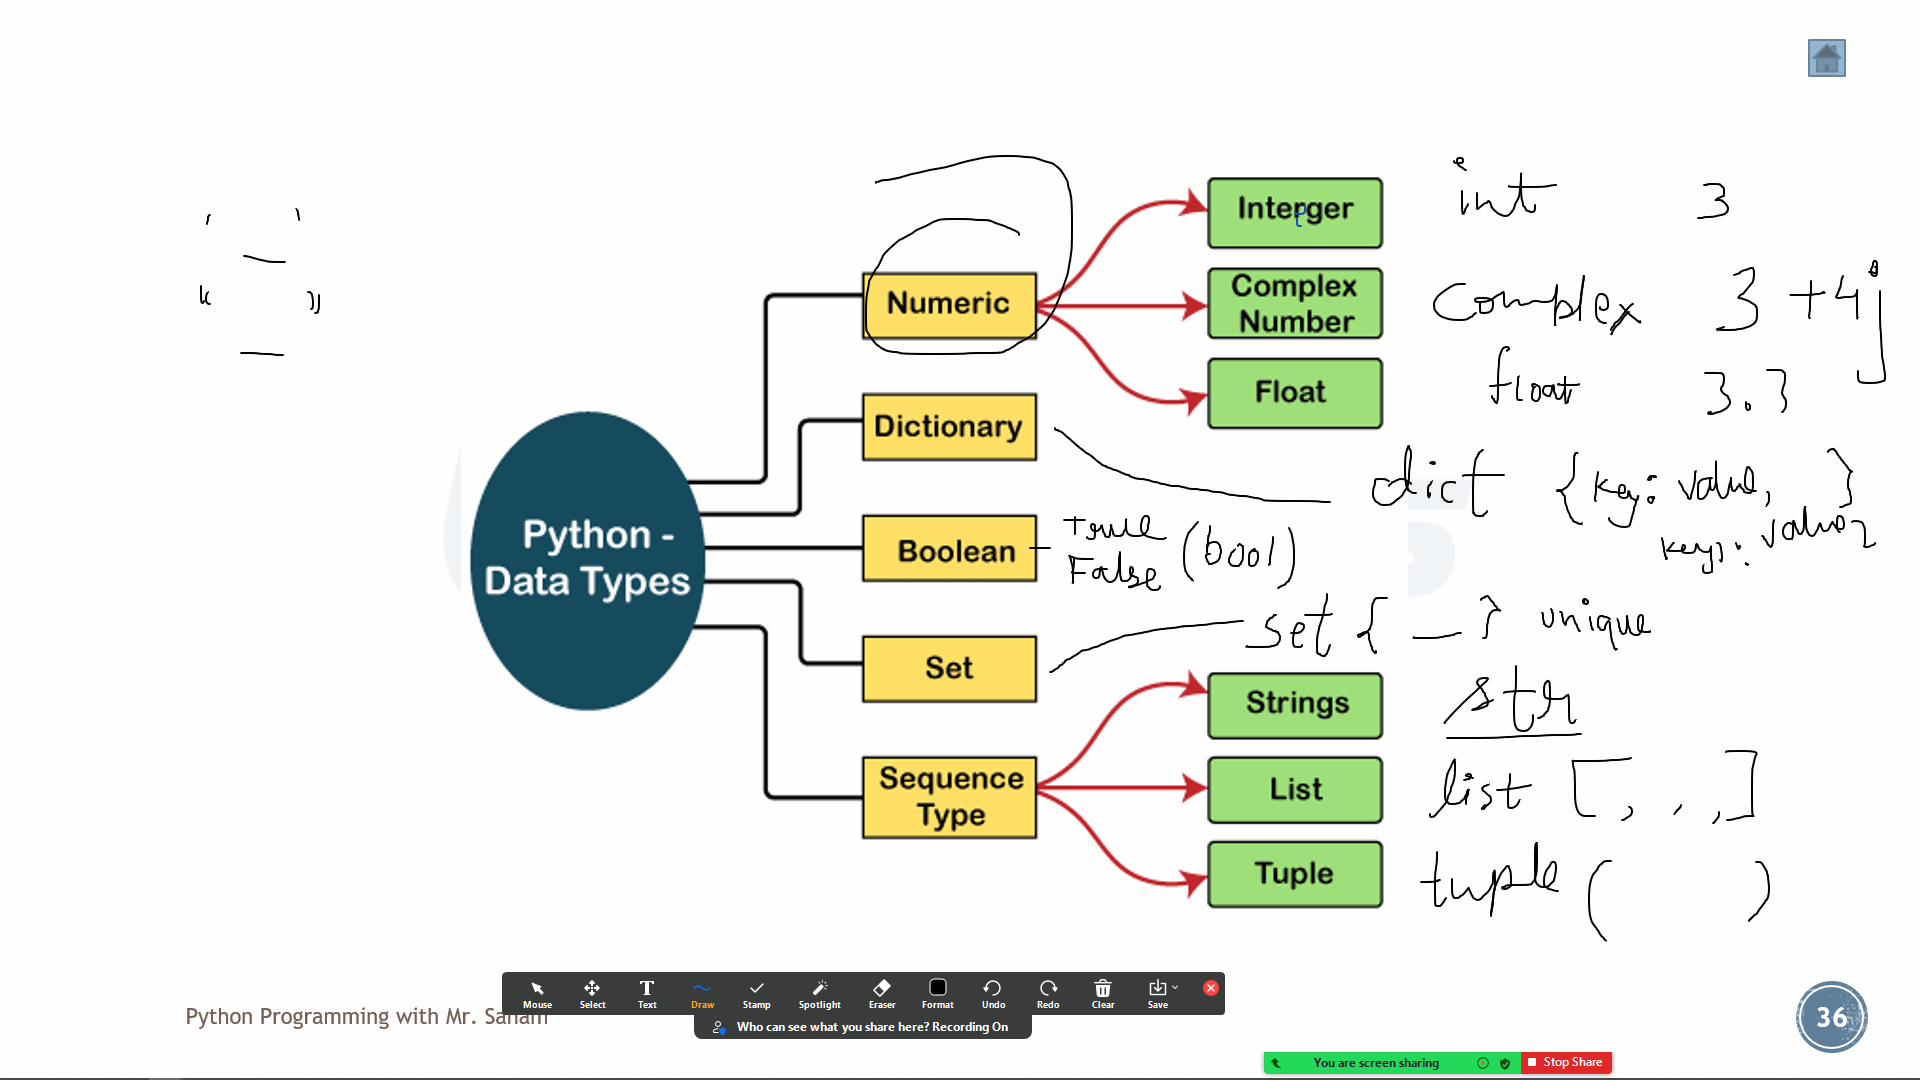 Interger int 3
Numeric
Complex
Number complex 3 + 4j
Float float 3.3
Dictionary dict { key: value, }
key2: value2
Python -
Data Types
Boolean True
False (bool)
Set set { _ } unique
Strings str
Sequence
Type
List list [ , . , ]
Tuple tuple ( )
Mouse Select Text Draw Stamp Spotlight Eraser Format Undo Redo Clear Save
Python Programming with Mr. Sanam
Who can see what you share here? Recording On
36
You are screen sharing Stop Share